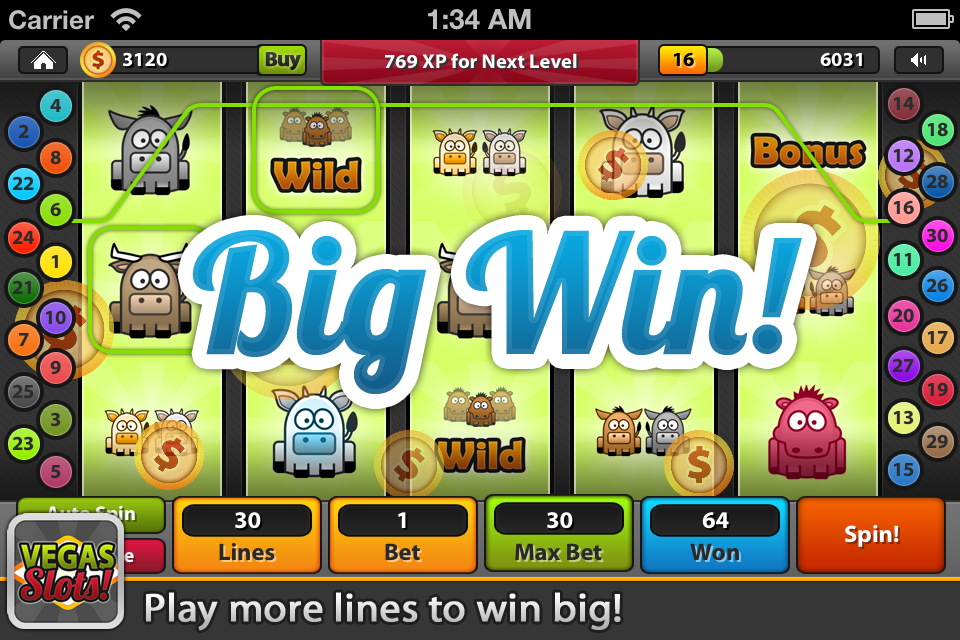 Carrier 1:34 AM
$ 3120 Buy 769 XP for Next Level 16 6031
4 14
2 18
8 Wild Bonus 12
22 28
6 16
24 30
1 11
21 26
10 Big Win! 20
7 17
9 27
25 19
3 13
23 Wild 29
5 15
Auto Spin 30 1 30 64 Spin!
Lines Bet Max Bet Won
VEGAS
Slots!
Play more lines to win big!